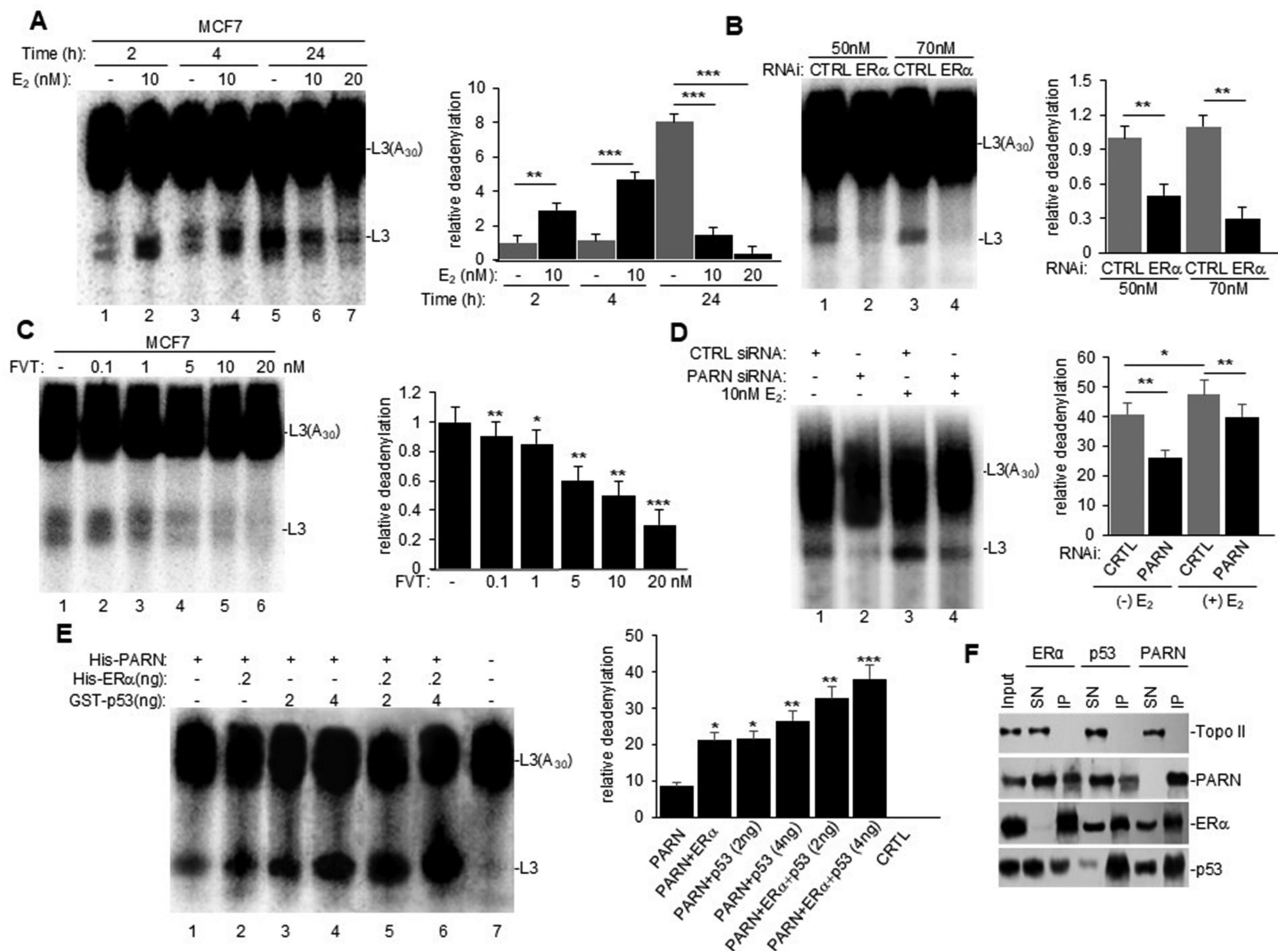 A
MCF7
Time (h): 2 4 24
E2 (nM): - 10 - 10 - 10 20
-L3(A30)
-L3
1 2 3 4 5 6 7
relative deadenylation
10
8
6
4
2
0
** *** *** ***
E2 (nM): - 10 - 10 - 10 20
Time (h): 2 4 24
B
50nM 70nM
RNAi: CTRL ERα CTRL ERα
-L3(A30)
-L3
1 2 3 4
relative deadenylation
1.5
1.2
0.9
0.6
0.3
0
** **
RNAi: CTRL ERα CTRL ERα
50nM 70nM
C
MCF7
FVT: - 0.1 1 5 10 20 nM
-L3(A30)
-L3
1 2 3 4 5 6
relative deadenylation
1.2
1
0.8
0.6
0.4
0.2
0
** * ** ** ***
FVT: - 0.1 1 5 10 20 nM
D
CTRL siRNA: + - + -
PARN siRNA: - - - +
10nM E2: - - + +
-L3(A30)
-L3
1 2 3 4
relative deadenylation
60
50
40
30
20
10
0
* ** **
RNAi: CRTL PARN CRTL PARN
(-) E2 (+) E2
E
His-PARN: + + + + + + -
His-ERα(ng): - .2 - - .2 .2 -
GST-p53(ng): - - 2 4 2 4 -
-L3(A30)
-L3
1 2 3 4 5 6 7
relative deadenylation
50
40
30
20
10
0
* * ** ** ***
PARN
PARN+ERα
PARN+p53 (2ng)
PARN+p53 (4ng)
PARN+ERα+p53 (2ng)
PARN+ERα+p53 (4ng)
CRTL
F
ERα p53 PARN
Input SN IP SN IP SN IP
-Topo II
-PARN
-ERα
-p53